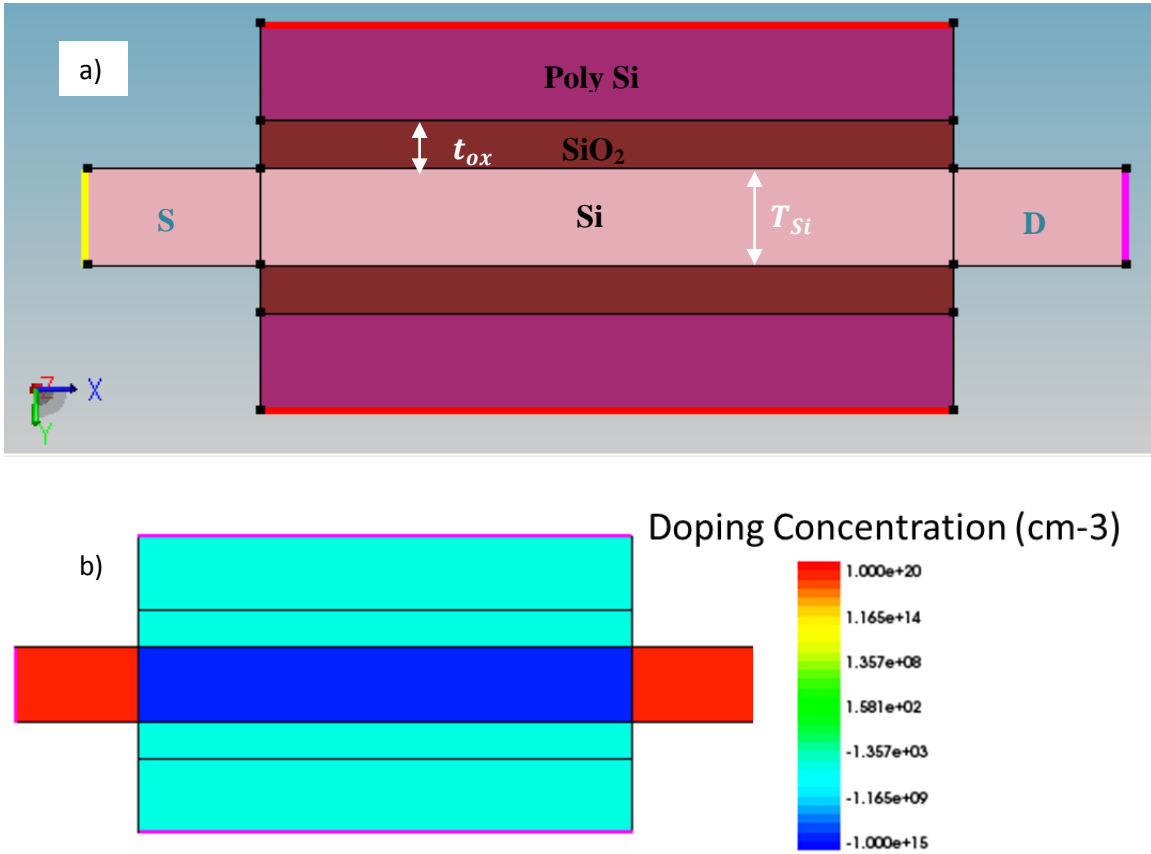 a)
Poly Si
t_ox
SiO₂
S
Si
T_Si
D
Z
X
Y
Doping Concentration (cm-3)
b)
1.000e+20
1.165e+14
1.357e+08
1.581e+02
-1.357e+03
-1.165e+09
-1.000e+15